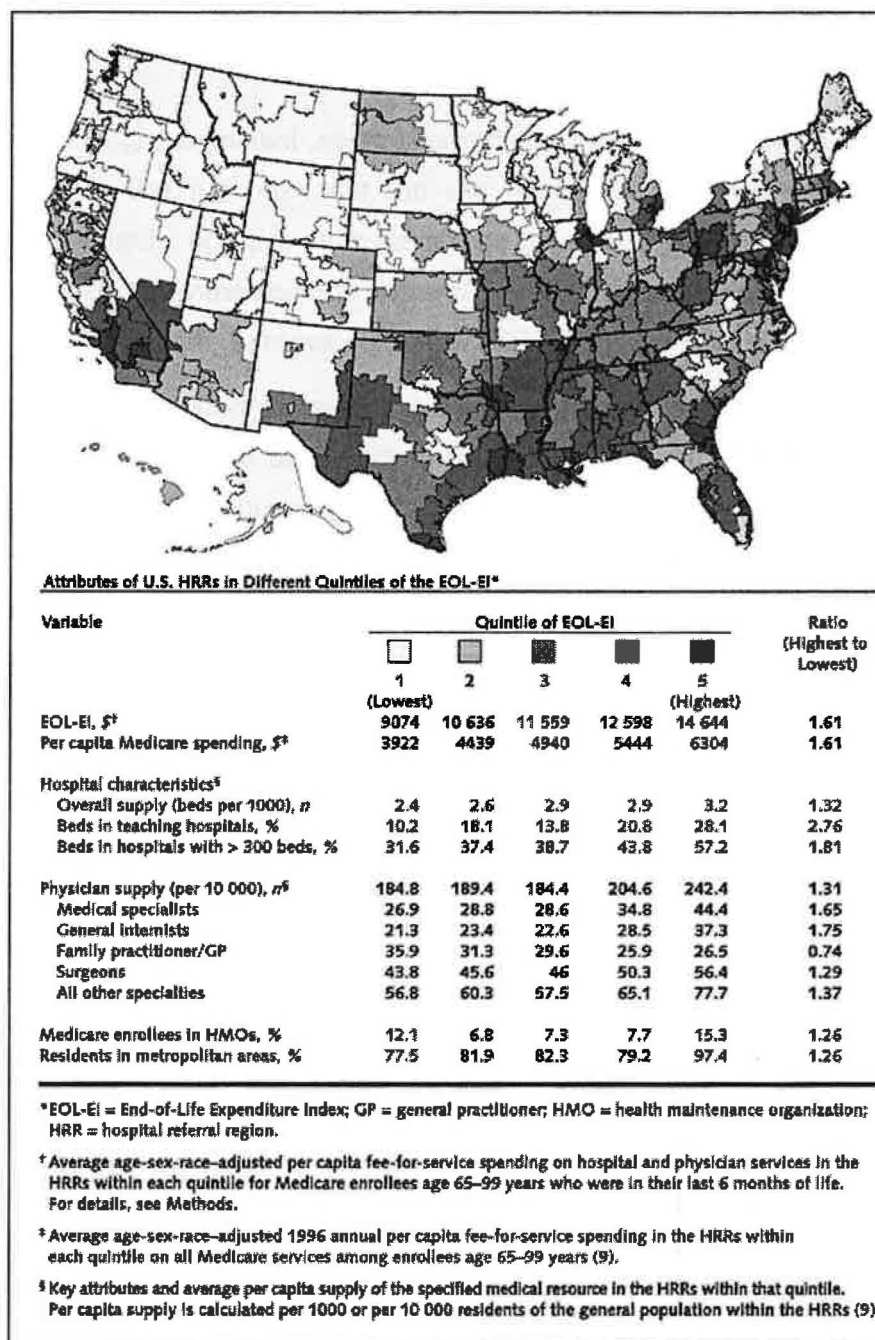 Attributes of U.S. HRRs in Different Quintiles of the EOL-EI*
Variable Quintile of EOL-EI Ratio (Highest to Lowest)
1 (Lowest) 2 3 4 5 (Highest)
EOL-EI, $† 9074 10 636 11 559 12 598 14 644 1.61
Per capita Medicare spending, $‡ 3922 4439 4940 5444 6304 1.61
Hospital characteristics§
Overall supply (beds per 1000), n 2.4 2.6 2.9 2.9 3.2 1.32
Beds in teaching hospitals, % 10.2 18.1 13.8 20.8 28.1 2.76
Beds in hospitals with > 300 beds, % 31.6 37.4 38.7 43.8 57.2 1.81
Physician supply (per 10 000), n§ 184.8 189.4 184.4 204.6 242.4 1.31
Medical specialists 26.9 28.8 28.6 34.8 44.4 1.65
General internists 21.3 23.4 22.6 28.5 37.3 1.75
Family practitioner/GP 35.9 31.3 29.6 25.9 26.5 0.74
Surgeons 43.8 45.6 46 50.3 56.4 1.29
All other specialties 56.8 60.3 57.5 65.1 77.7 1.37
Medicare enrollees in HMOs, % 12.1 6.8 7.3 7.7 15.3 1.26
Residents in metropolitan areas, % 77.5 81.9 82.3 79.2 97.4 1.26
*EOL-EI = End-of-Life Expenditure Index; GP = general practitioner; HMO = health maintenance organization;
HRR = hospital referral region.
†Average age-sex-race–adjusted per capita fee-for-service spending on hospital and physician services in the
HRRs within each quintile for Medicare enrollees age 65–99 years who were in their last 6 months of life.
For details, see Methods.
‡Average age-sex-race–adjusted 1996 annual per capita fee-for-service spending in the HRRs within
each quintile on all Medicare services among enrollees age 65–99 years (9).
§Key attributes and average per capita supply of the specified medical resource in the HRRs within that quintile.
Per capita supply is calculated per 1000 or per 10 000 residents of the general population within the HRRs (9)